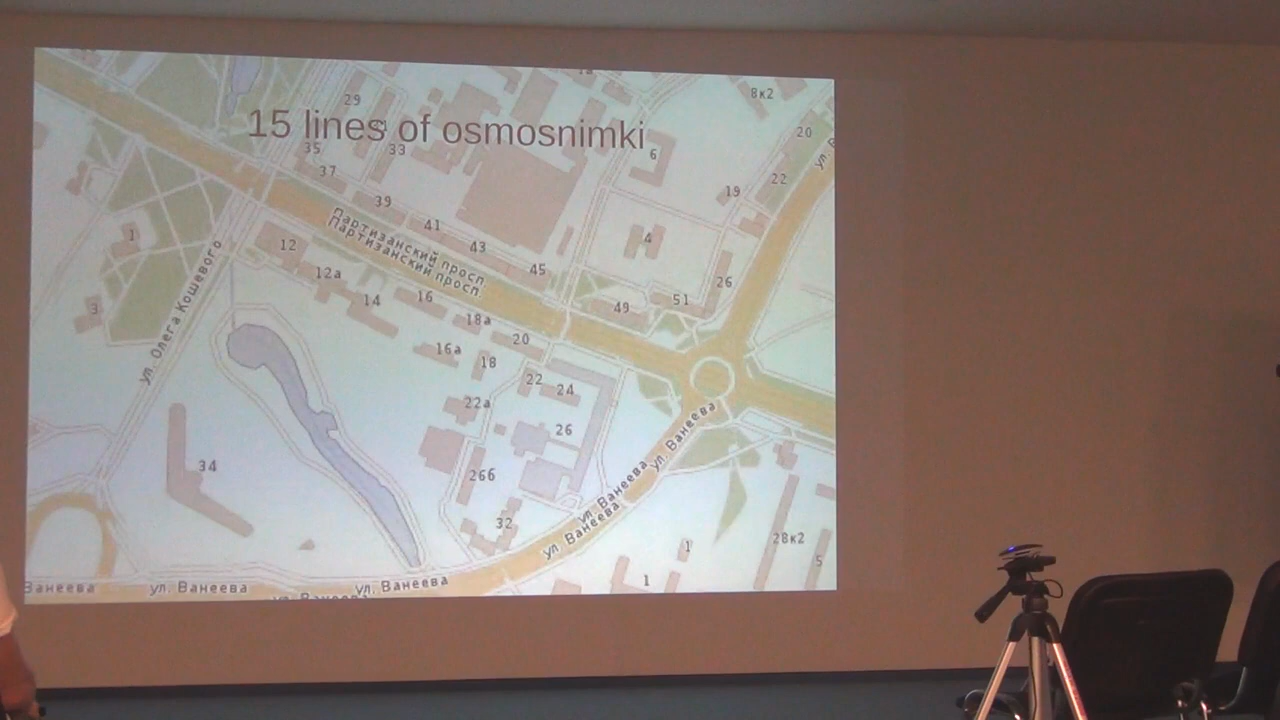 15 lines of osmosnimki
8к2
29
20
35
33
6
37
22
19
39
41
1
4
43
12
Партизанский просп.
Партизанский просп.
45
12а
26
14
16
49
51
3
ул. Олега Кошевого
18а
20
16а
18
22
24
22а
26
ул. Ванеева
34
26б
ул. Ванеева
32
ул. Ванеева
28к2
1
5
1
Ванеева
ул. Ванеева
ул. Ванеева